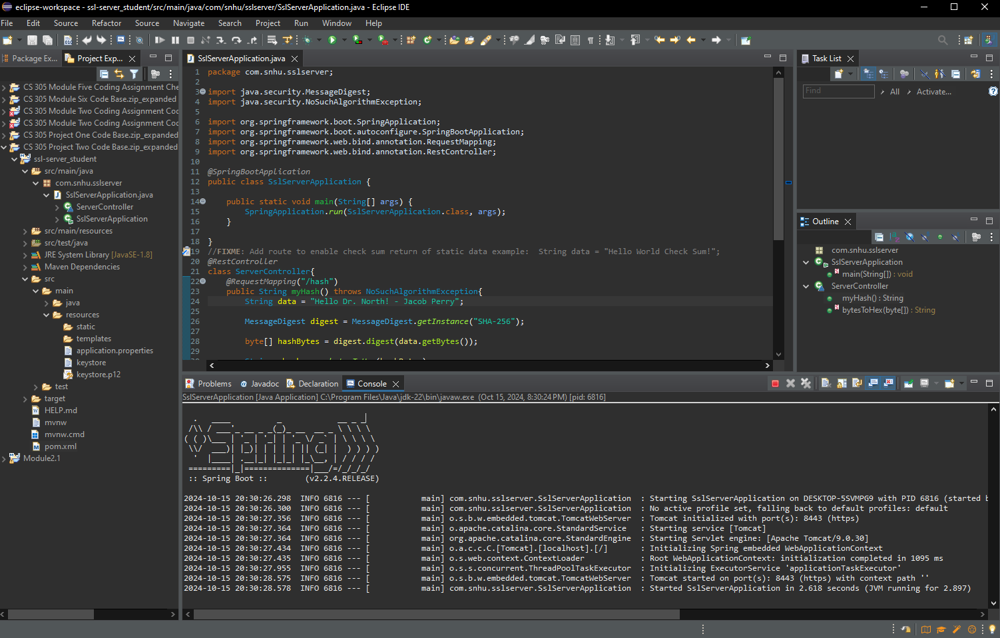 eclipse-workspace - ssl-server_student/src/main/java/com/snhu/sslserver/SslServerApplication.java - Eclipse IDE
File Edit Source Refactor Source Navigate Search Project Run Window Help
Package Ex... Project Exp...
CS 305 Module Five Coding Assignment Che
CS 305 Module Six Code Base.zip_expanded
CS 305 Module Two Coding Assignment Coc
CS 305 Module Two Coding Assignment Coc
CS 305 Project One Code Base.zip_expanded
CS 305 Project Two Code Base.zip_expanded
ssl-server_student
src/main/java
com.snhu.sslserver
SslServerApplication.java
ServerController
SslServerApplication
src/main/resources
src/test/java
JRE System Library [JavaSE-1.8]
Maven Dependencies
src
main
java
resources
static
templates
application.properties
keystore
keystore.p12
test
target
HELP.md
mvnw
mvnw.cmd
pom.xml
Module2.1
SslServerApplication.java
1 package com.snhu.sslserver;
2
3 import java.security.MessageDigest;
4 import java.security.NoSuchAlgorithmException;
5
6 import org.springframework.boot.SpringApplication;
7 import org.springframework.boot.autoconfigure.SpringBootApplication;
8 import org.springframework.web.bind.annotation.RequestMapping;
9 import org.springframework.web.bind.annotation.RestController;
10
11 @SpringBootApplication
12 public class SslServerApplication {
13
14 public static void main(String[] args) {
15 SpringApplication.run(SslServerApplication.class, args);
16 }
17
18 }
19 //FIXME: Add route to enable check sum return of static data example:  String data = "Hello World Check Sum!";
20 @RestController
21 class ServerController{
22 @RequestMapping("/hash")
23 public String myHash() throws NoSuchAlgorithmException{
24 String data = "Hello Dr. North! - Jacob Perry";
25
26 MessageDigest digest = MessageDigest.getInstance("SHA-256");
27
28 byte[] hashBytes = digest.digest(data.getBytes());
29
Task List
Find All Activate...
Outline
com.snhu.sslserver
SslServerApplication
main(String[]) : void
ServerController
myHash() : String
bytesToHex(byte[]) : String
Problems Javadoc Declaration Console
SslServerApplication [Java Application] C:\Program Files\Java\jdk-22\bin\javaw.exe (Oct 15, 2024, 8:30:24 PM) [pid: 6816]
:: Spring Boot ::        (v2.2.4.RELEASE)
2024-10-15 20:30:26.298  INFO 6816 --- [           main] com.snhu.sslserver.SslServerApplication  : Starting SslServerApplication on DESKTOP-5SVMPG9 with PID 6816 (started b
2024-10-15 20:30:26.300  INFO 6816 --- [           main] com.snhu.sslserver.SslServerApplication  : No active profile set, falling back to default profiles: default
2024-10-15 20:30:27.356  INFO 6816 --- [           main] o.s.b.w.embedded.tomcat.TomcatWebServer  : Tomcat initialized with port(s): 8443 (https)
2024-10-15 20:30:27.364  INFO 6816 --- [           main] o.apache.catalina.core.StandardService   : Starting service [Tomcat]
2024-10-15 20:30:27.364  INFO 6816 --- [           main] org.apache.catalina.core.StandardEngine  : Starting Servlet engine: [Apache Tomcat/9.0.30]
2024-10-15 20:30:27.434  INFO 6816 --- [           main] o.a.c.c.C.[Tomcat].[localhost].[/]       : Initializing Spring embedded WebApplicationContext
2024-10-15 20:30:27.435  INFO 6816 --- [           main] o.s.web.context.ContextLoader            : Root WebApplicationContext: initialization completed in 1095 ms
2024-10-15 20:30:27.955  INFO 6816 --- [           main] o.s.s.concurrent.ThreadPoolTaskExecutor  : Initializing ExecutorService 'applicationTaskExecutor'
2024-10-15 20:30:28.575  INFO 6816 --- [           main] o.s.b.w.embedded.tomcat.TomcatWebServer  : Tomcat started on port(s): 8443 (https) with context path ''
2024-10-15 20:30:28.578  INFO 6816 --- [           main] com.snhu.sslserver.SslServerApplication  : Started SslServerApplication in 2.618 seconds (JVM running for 2.897)